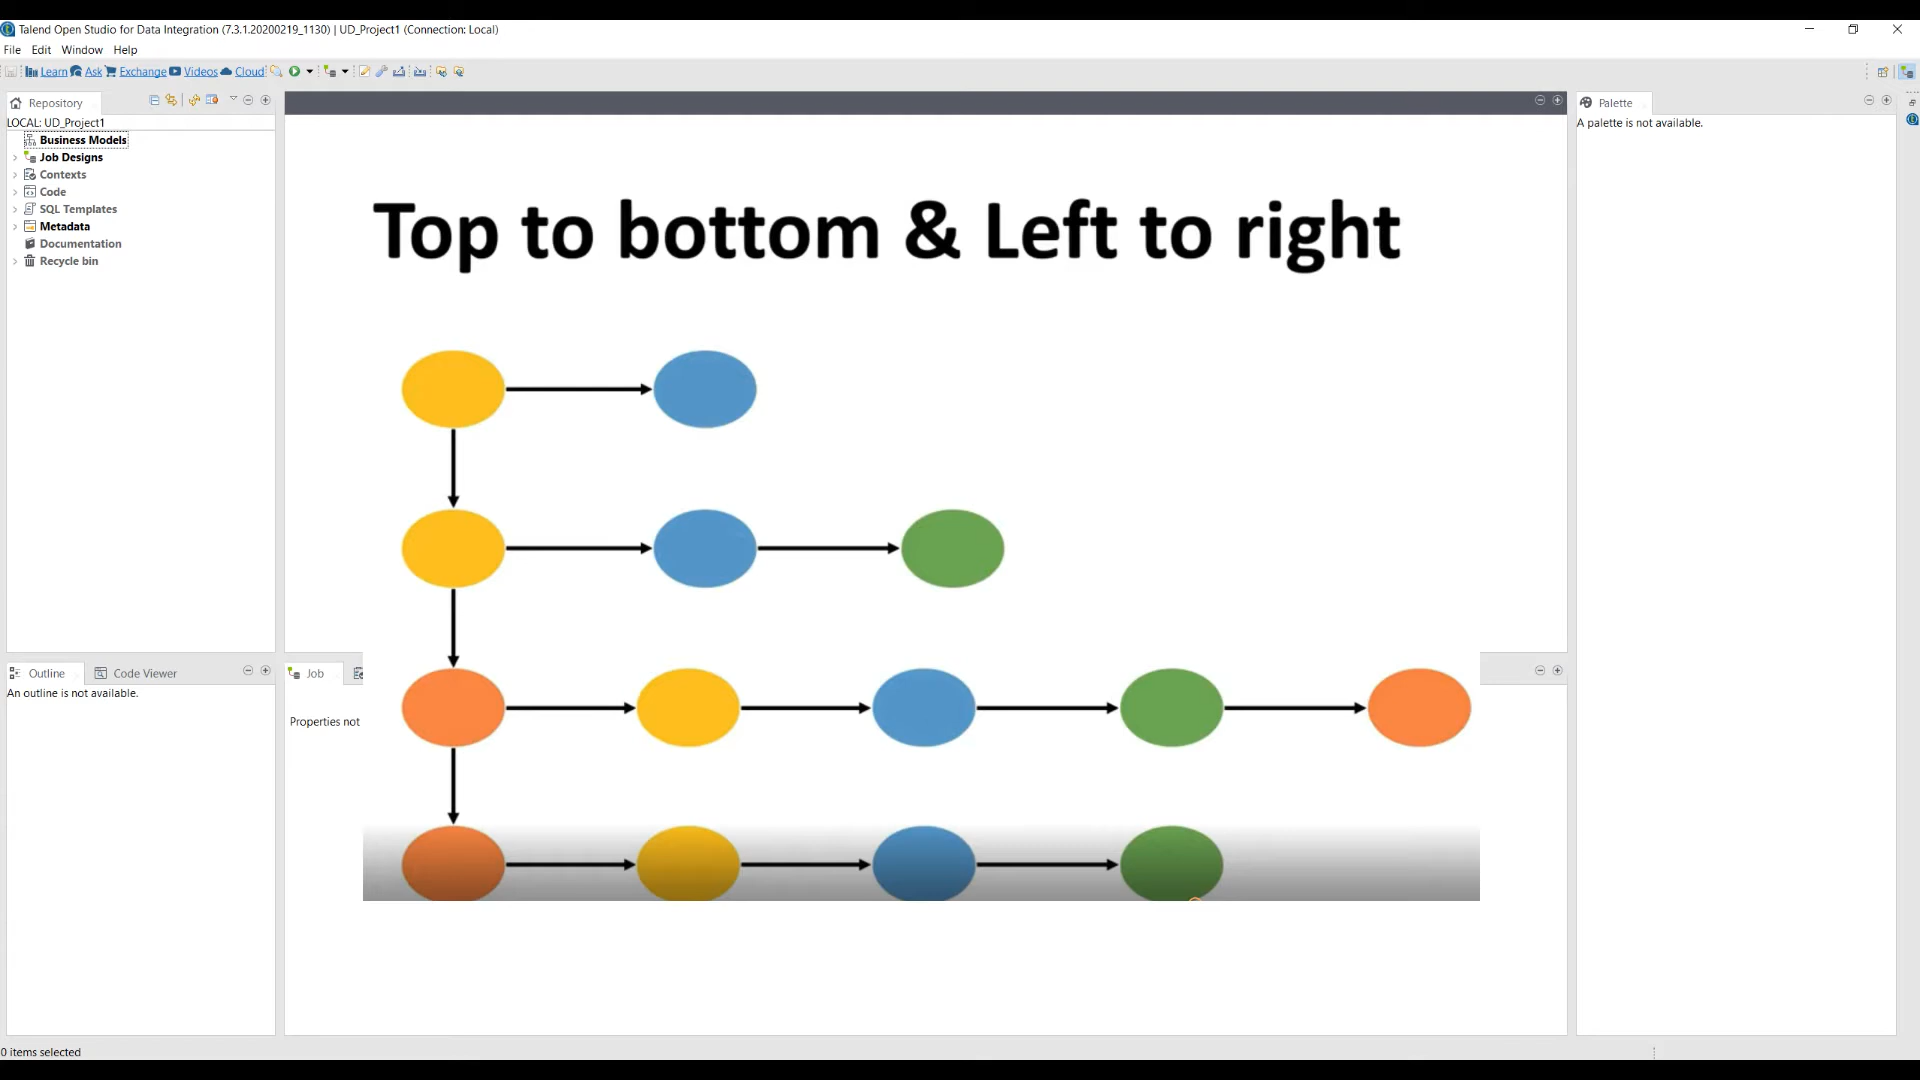 Talend Open Studio for Data Integration (7.3.1.20200219_1130) | UD_Project1 (Connection: Local)
File Edit Window Help
Learn Ask Exchange Videos Cloud
Repository
LOCAL: UD_Project1
Business Models
Job Designs
Contexts
Code
SQL Templates
Metadata
Documentation
Recycle bin
Top to bottom & Left to right
Palette
A palette is not available.
Outline Code Viewer
An outline is not available.
Job
Properties not
0 items selected